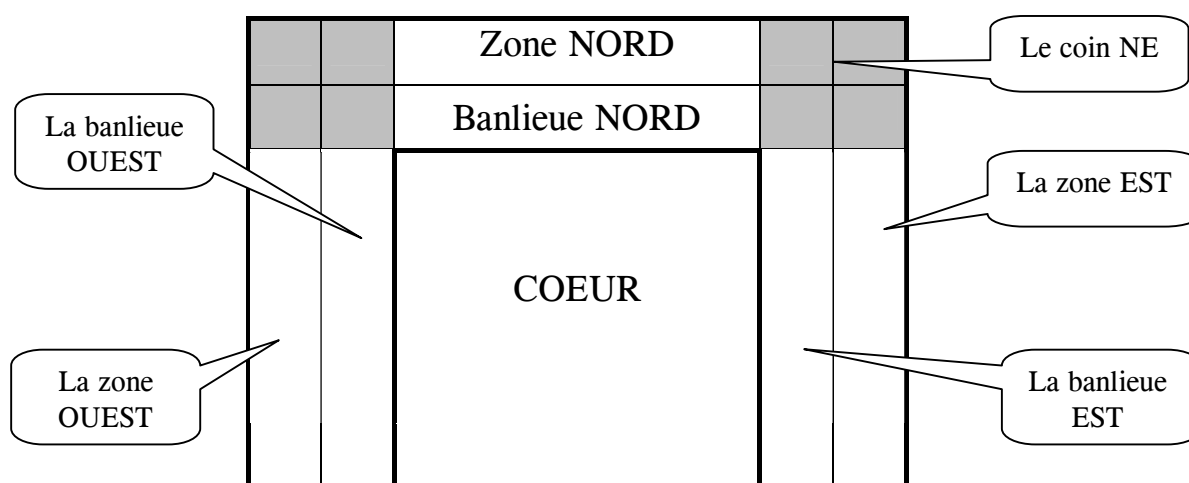 Zone NORD
Le coin NE
Banlieue NORD
La banlieue
OUEST
La zone EST
COEUR
La zone
OUEST
La banlieue
EST